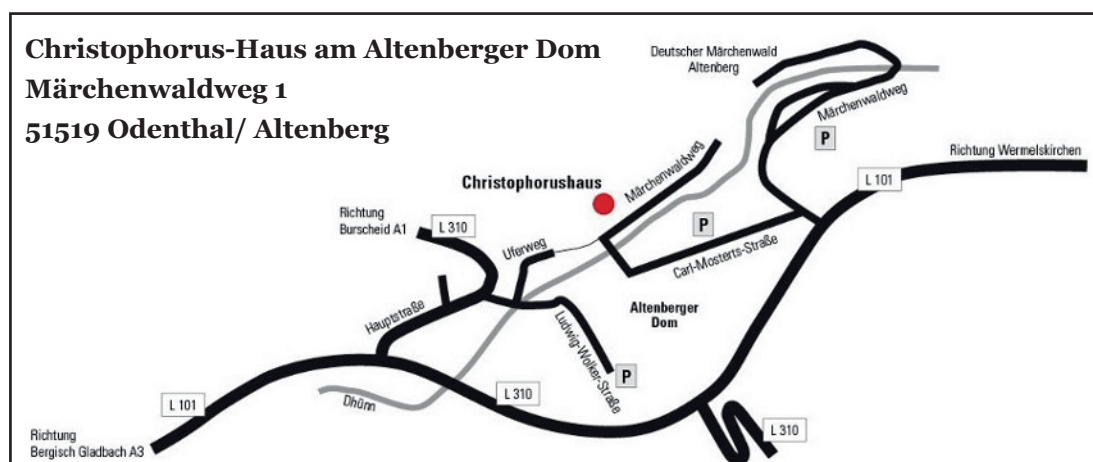 Christophorus-Haus am Altenberger Dom
Märchenwaldweg 1
51519 Odenthal/ Altenberg
Deutscher Märchenwald
Altenberg
Märchenwaldweg
P
Richtung Wermelskirchen
L 101
Märchenwaldweg
Christophorushaus
Richtung
Burscheid A1
L 310
P
Uferweg
Carl-Mosterts-Straße
Altenberger
Dom
Hauptstraße
Ludwig-Wolker-Straße
P
Dhünn
L 310
L 101
L 310
Richtung
Bergisch Gladbach A3